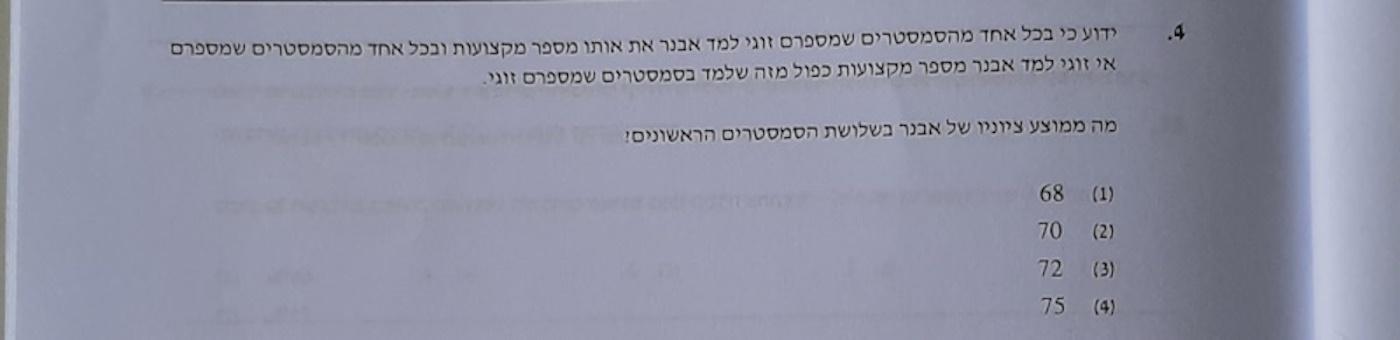 4. ידוע כי בכל אחד מהסמסטרים שמספרם זוגי למד אבנר את אותו מספר מקצועות ובכל אחד מהסמסטרים שמספרם
אי זוגי למד אבנר מספר מקצועות כפול מזה שלמד בסמסטרים שמספרם זוגי.
מה ממוצע ציוניו של אבנר בשלושת הסמסטרים הראשונים?
(1) 68
(2) 70
(3) 72
(4) 75